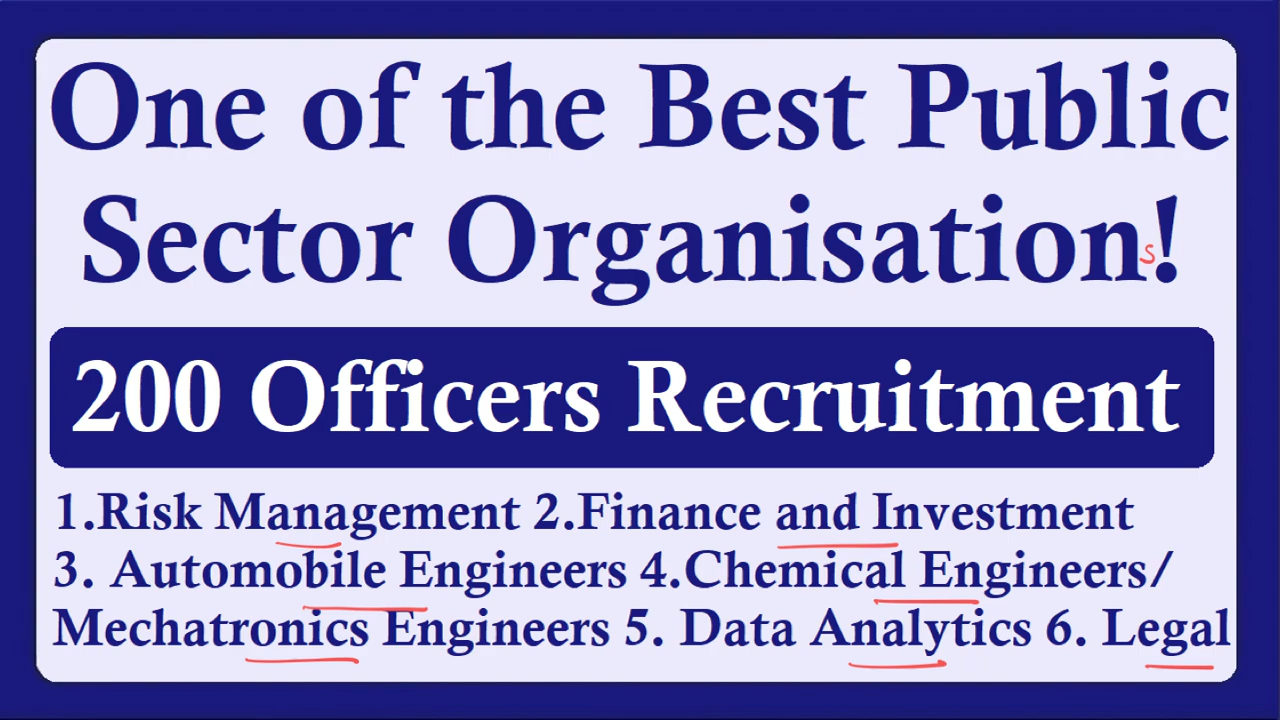 One of the Best Public
Sector Organisations!
200 Officers Recruitment
1.Risk Management 2.Finance and Investment
3. Automobile Engineers 4.Chemical Engineers/
Mechatronics Engineers 5. Data Analytics 6. Legal